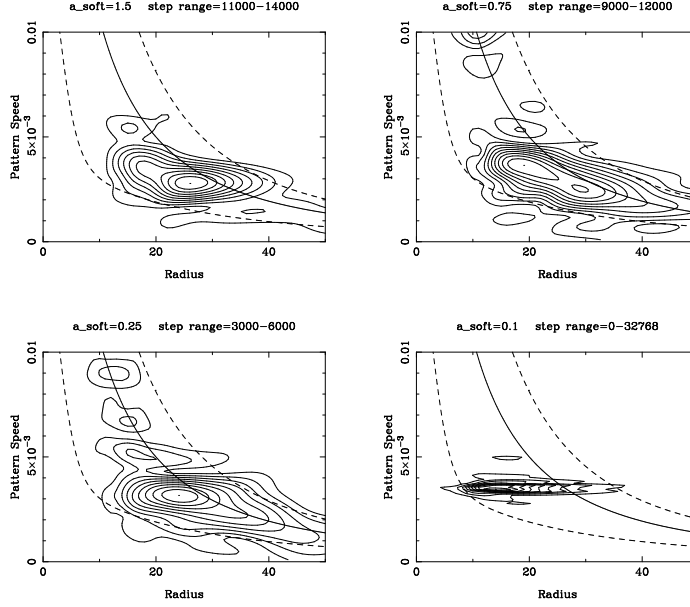 a_soft=1.5 step range=11000−14000
a_soft=0.75 step range=9000−12000
0.01
0.01
Pattern Speed
Pattern Speed
5×10⁻³
5×10⁻³
0
0
0 20 40
0 20 40
Radius
Radius
a_soft=0.25 step range=3000−6000
a_soft=0.1 step range=0−32768
0.01
0.01
Pattern Speed
Pattern Speed
5×10⁻³
5×10⁻³
0
0
0 20 40
0 20 40
Radius
Radius